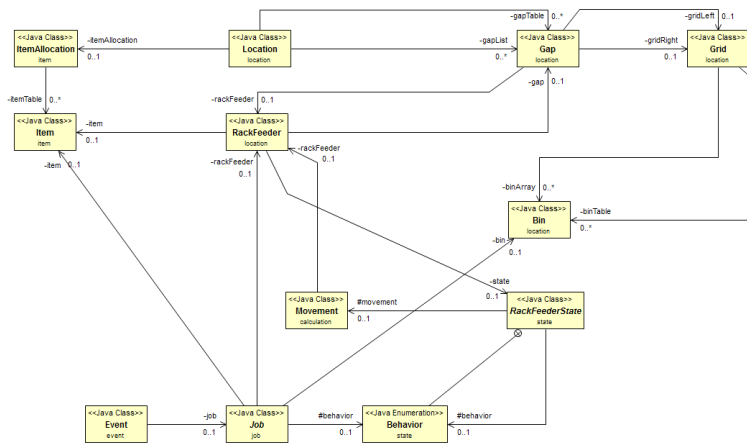 -gapTable
0..*
-gridLeft
0..1
<<Java Class>>
ItemAllocation
item
-itemAllocation
0..1
<<Java Class>>
Location
location
-gapList
0..*
<<Java Class>>
Gap
location
-gridRight
0..1
<<Java Class>>
Grid
location
-itemTable
0..*
-rackFeeder
0..1
-gap
0..1
<<Java Class>>
Item
item
-item
0..1
<<Java Class>>
RackFeeder
location
-item
0..1
-rackFeeder
0..1
-rackFeeder
0..1
-binArray
0..*
<<Java Class>>
Bin
location
-binTable
0..*
-bin
0..1
-state
0..1
<<Java Class>>
Movement
calculation
#movement
0..1
<<Java Class>>
RackFeederState
state
<<Java Class>>
Event
event
-job
0..1
<<Java Class>>
Job
job
#behavior
0..1
<<Java Enumeration>>
Behavior
state
#behavior
0..1